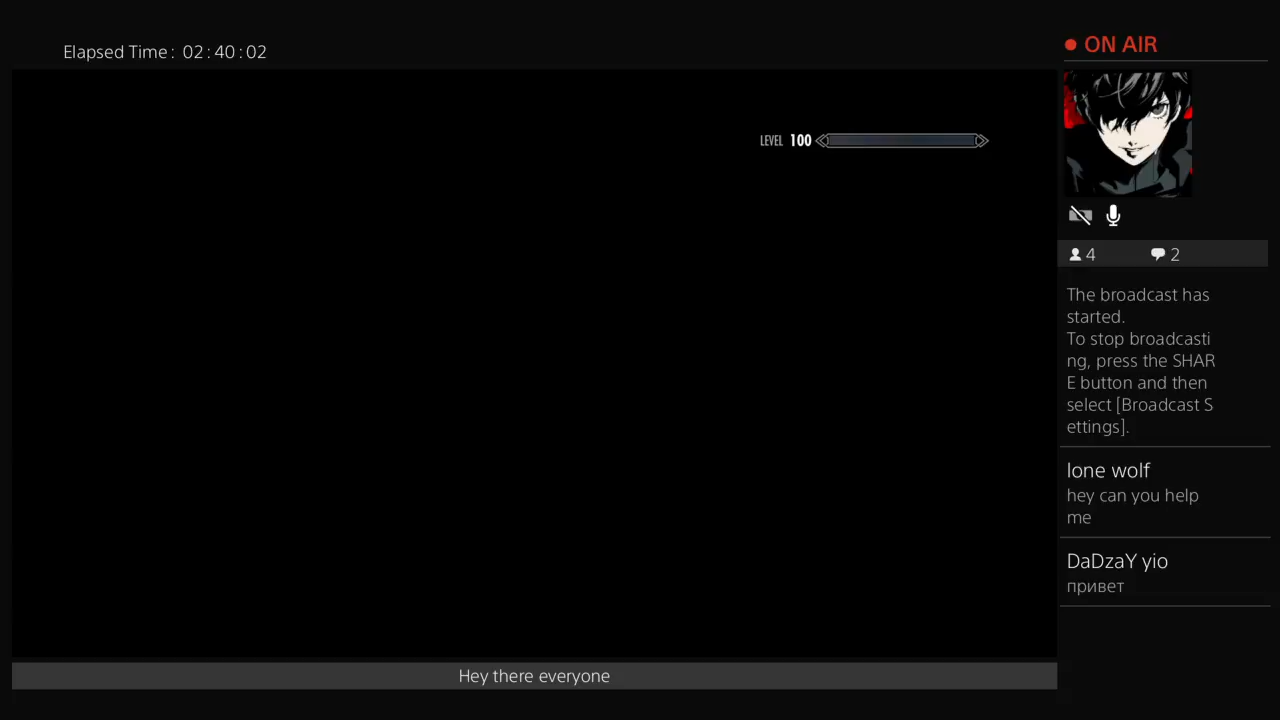 Elapsed Time: 02:40:02
ON AIR
LEVEL 100
4 2
The broadcast has
started.
To stop broadcasti
ng, press the SHAR
E button and then
select [Broadcast S
ettings].
lone wolf
hey can you help
me
DaDzaY yio
привет
Hey there everyone